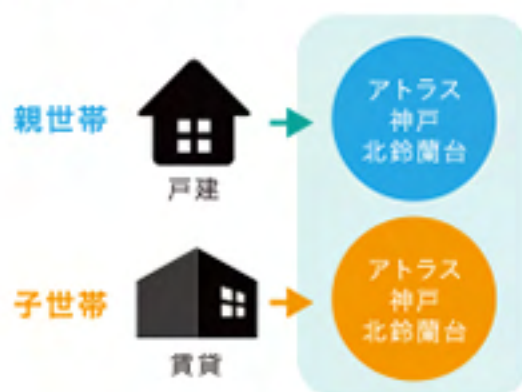 親世帯
戸建
アトラス
神戸
北鈴蘭台
子世帯
賃貸
アトラス
神戸
北鈴蘭台